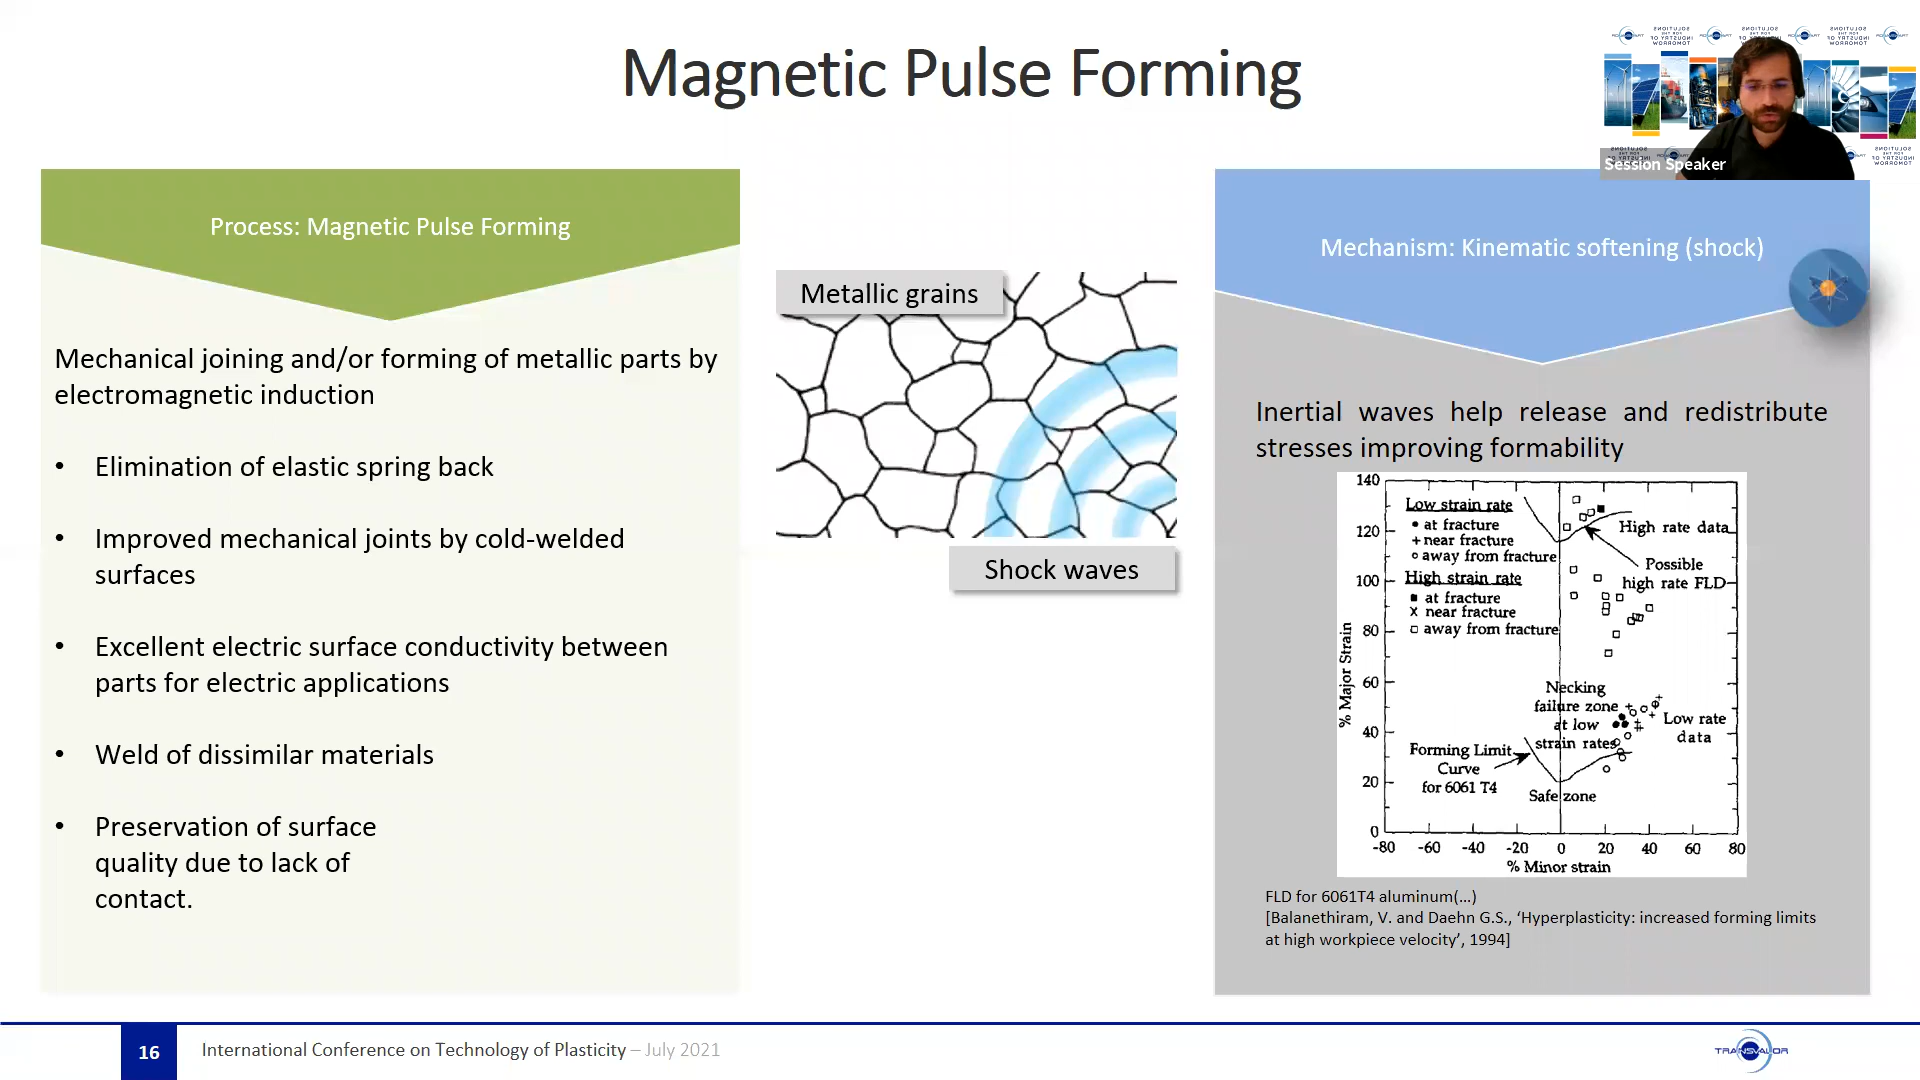 Magnetic Pulse Forming
Session Speaker
Process: Magnetic Pulse Forming
Mechanical joining and/or forming of metallic parts by
electromagnetic induction
• Elimination of elastic spring back
• Improved mechanical joints by cold-welded
surfaces
• Excellent electric surface conductivity between
parts for electric applications
• Weld of dissimilar materials
• Preservation of surface
quality due to lack of
contact.
Metallic grains
Shock waves
Mechanism: Kinematic softening (shock)
Inertial waves help release and redistribute
stresses improving formability
140
120
100
80
60
40
20
0
% Major Strain
Low strain rate
at fracture
near fracture
away from fracture
High strain rate
at fracture
near fracture
away from fracture
High rate data
Possible
high rate FLD
Necking
failure zone
at low
strain rates
Low rate
data
Forming Limit
Curve
for 6061 T4
Safe zone
-80 -60 -40 -20 0 20 40 60 80
% Minor strain
FLD for 6061T4 aluminum(...)
[Balanethiram, V. and Daehn G.S., ‘Hyperplasticity: increased forming limits
at high workpiece velocity’, 1994]
16
International Conference on Technology of Plasticity – July 2021
TRANSVALOR